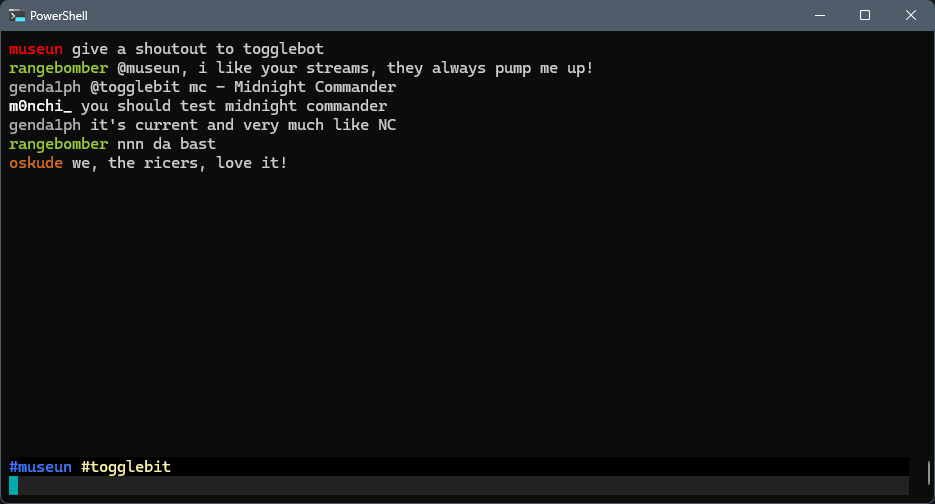 PowerShell
museun give a shoutout to togglebot
rangebomber @museun, i like your streams, they always pump me up!
genda1ph @togglebit mc - Midnight Commander
m0nchi_ you should test midnight commander
genda1ph it's current and very much like NC
rangebomber nnn da bast
oskude we, the ricers, love it!
#museun #togglebit